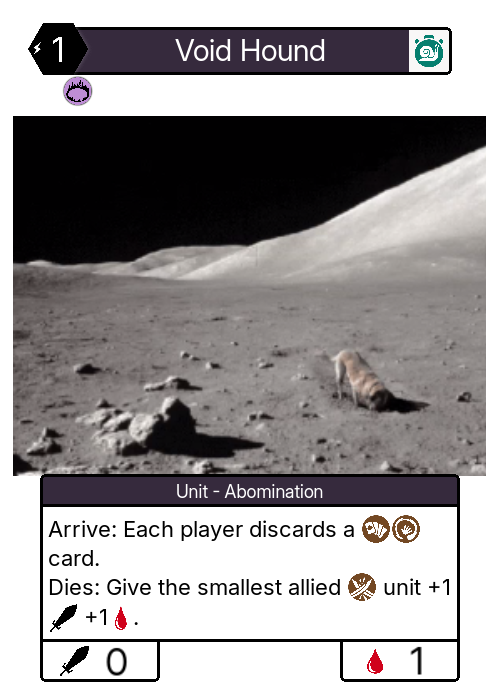 1 Void Hound
Unit - Abomination
Arrive: Each player discards a
card.
Dies: Give the smallest allied unit +1
+1 .
0 1